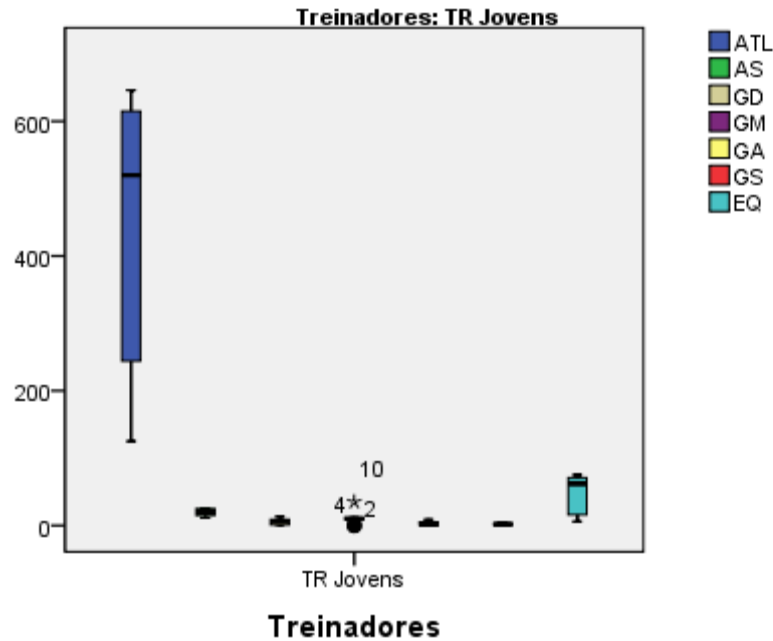 Treinadores: TR Jovens
ATL
AS
GD
GM
GA
GS
EQ
600
400
200
0
10
4*2
TR Jovens
Treinadores